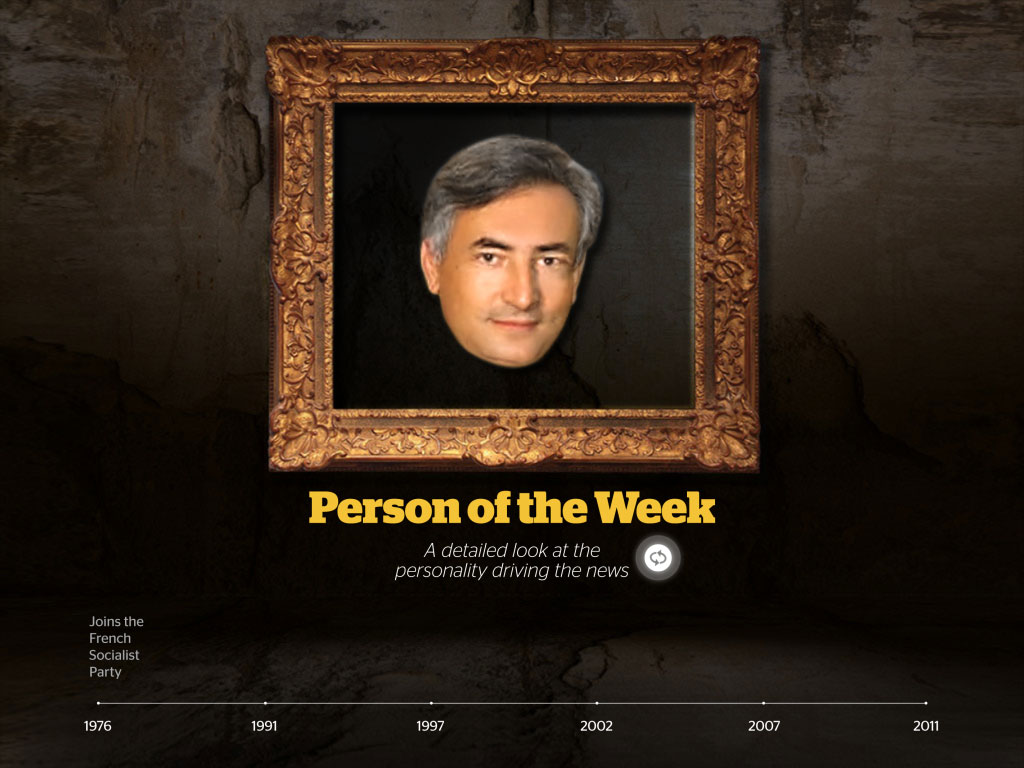 Person of the Week
A detailed look at the
personality driving the news
Joins the
French
Socialist
Party
1976 1991 1997 2002 2007 2011